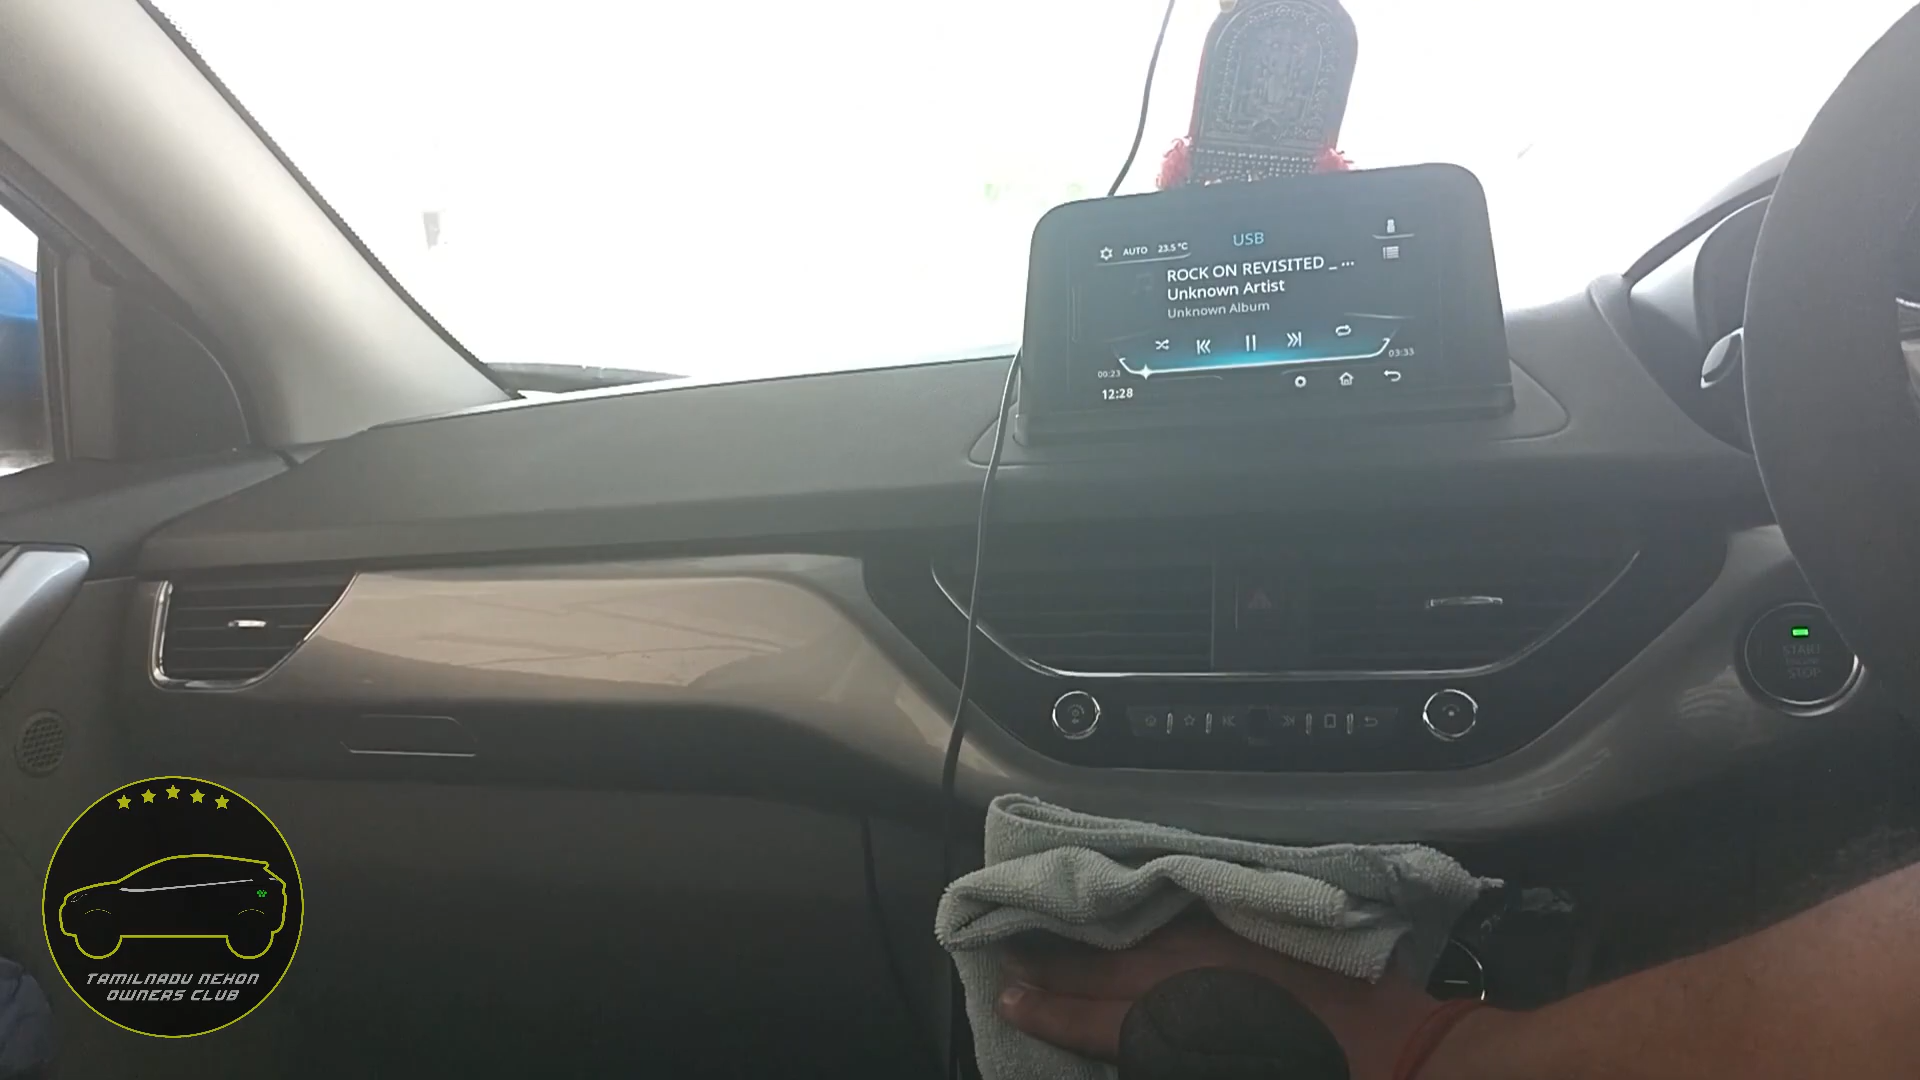 AUTO 23.5°C
USB
ROCK ON REVISITED _ ...
Unknown Artist
Unknown Album
00:23
03:33
12:28
START
ENGINE
STOP
TAMILNADU NEXON
OWNERS CLUB